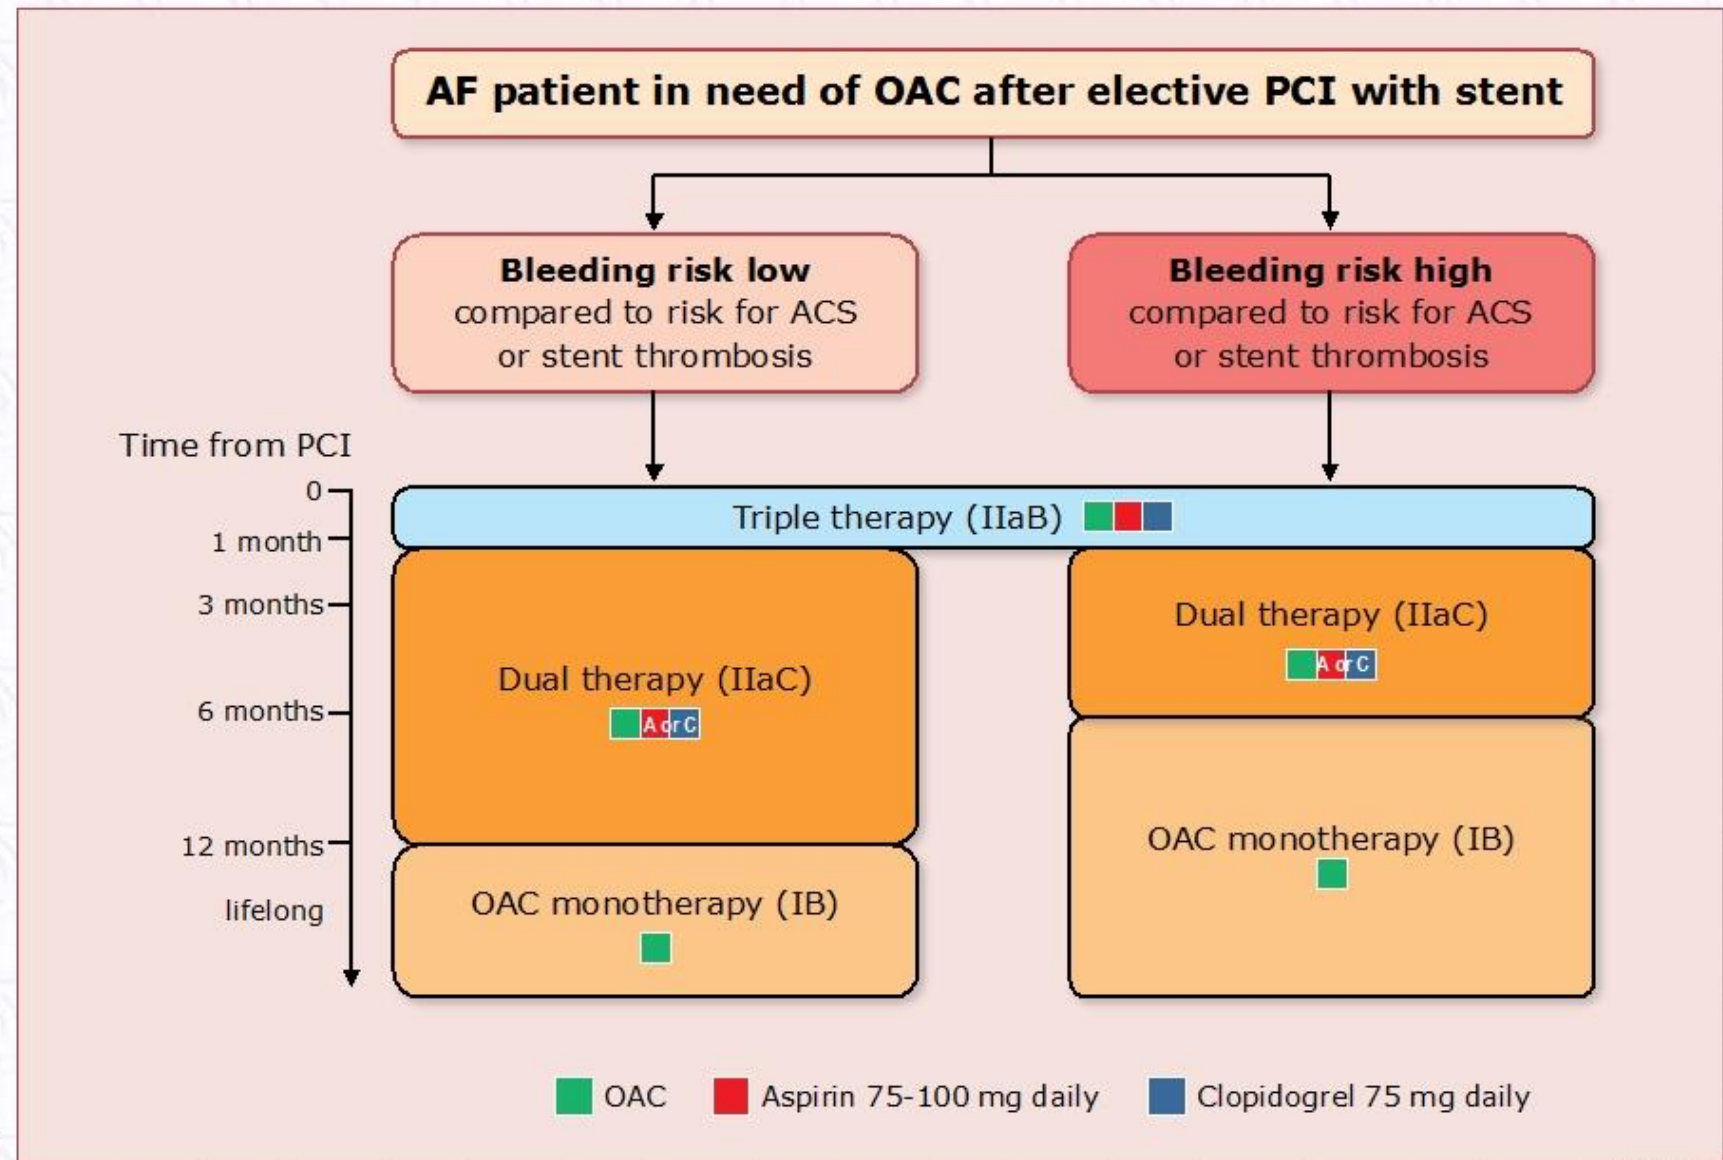 AF patient in need of OAC after elective PCI with stent
Bleeding risk low
compared to risk for ACS
or stent thrombosis
Bleeding risk high
compared to risk for ACS
or stent thrombosis
Time from PCI
0
1 month
3 months
6 months
12 months
lifelong
Triple therapy (IIaB)
Dual therapy (IIaC)
A or C
OAC monotherapy (IB)
Dual therapy (IIaC)
A or C
OAC monotherapy (IB)
OAC
Aspirin 75-100 mg daily
Clopidogrel 75 mg daily